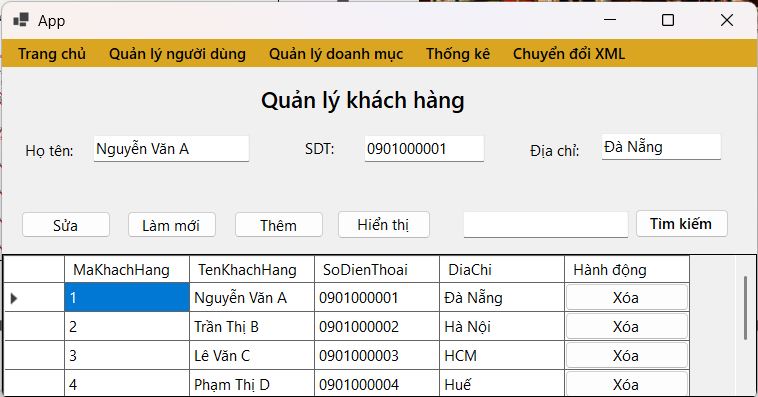 App
Trang chủ Quản lý người dùng Quản lý doanh mục Thống kê Chuyển đổi XML
Quản lý khách hàng
Họ tên: Nguyễn Văn A SDT: 0901000001 Địa chỉ: Đà Nẵng
Sửa Làm mới Thêm Hiển thị Tìm kiếm
MaKhachHang TenKhachHang SoDienThoai DiaChi Hành động
1 Nguyễn Văn A 0901000001 Đà Nẵng Xóa
2 Trần Thị B 0901000002 Hà Nội Xóa
3 Lê Văn C 0901000003 HCM Xóa
4 Phạm Thị D 0901000004 Huế Xóa